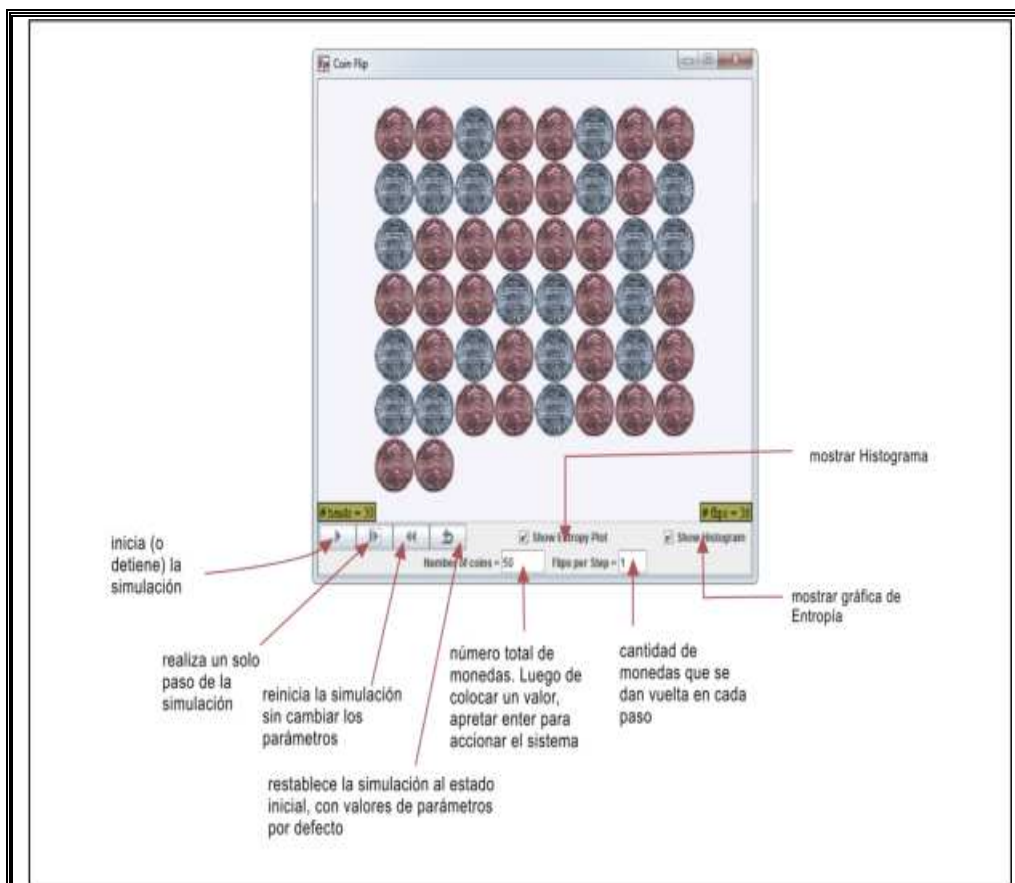 Coin Flip
mostrar Histograma
# heads = 30
# flips = 38
Show Entropy Plot
Show Histogram
Number of coins = 50
Flips per Step = 1
inicia (o
detiene) la
simulación
mostrar gráfica de
Entropía
realiza un solo
paso de la
simulación
reinicia la simulación
sin cambiar los
parámetros
número total de
monedas. Luego de
colocar un valor,
apretar enter para
accionar el sistema
cantidad de
monedas que se
dan vuelta en cada
paso
restablece la simulación al estado
inicial, con valores de parámetros
por defecto